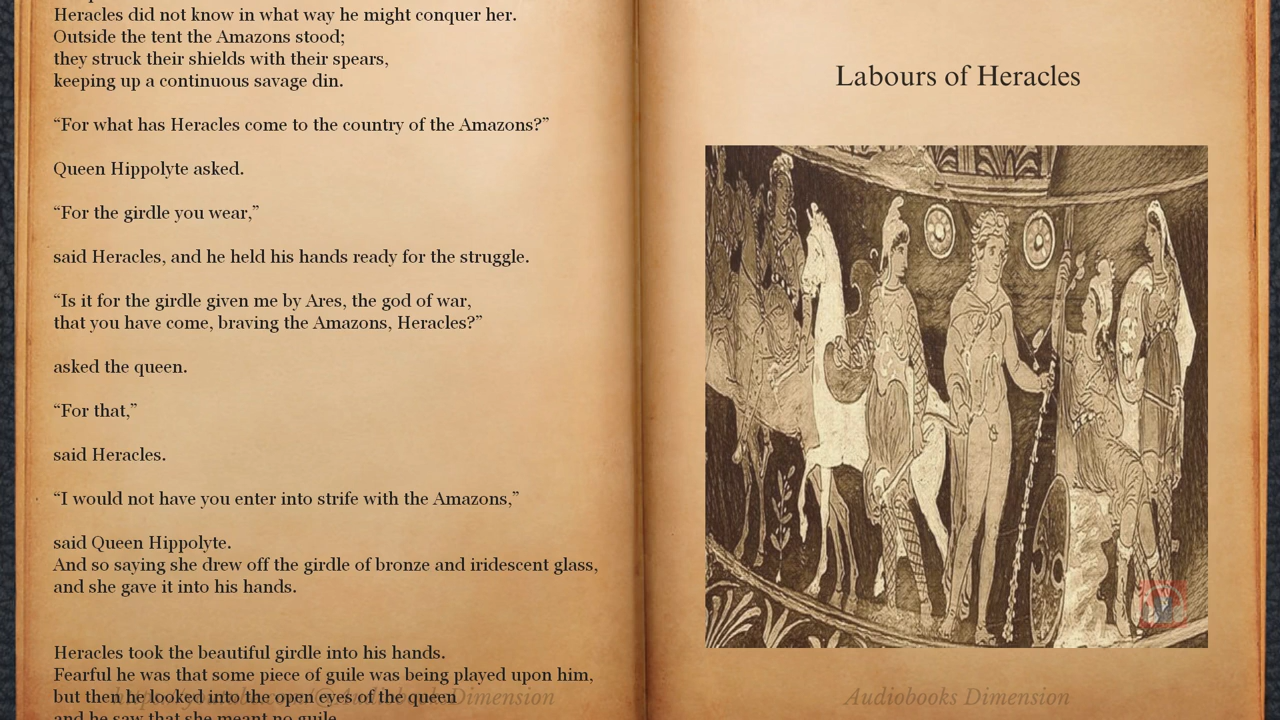 Heracles did not know in what way he might conquer her.
Outside the tent the Amazons stood;
they struck their shields with their spears,
keeping up a continuous savage din.
“For what has Heracles come to the country of the Amazons?”
Queen Hippolyte asked.
“For the girdle you wear,”
said Heracles, and he held his hands ready for the struggle.
“Is it for the girdle given me by Ares, the god of war,
that you have come, braving the Amazons, Heracles?”
asked the queen.
“For that,”
said Heracles.
“I would not have you enter into strife with the Amazons,”
said Queen Hippolyte.
And so saying she drew off the girdle of bronze and iridescent glass,
and she gave it into his hands.
Heracles took the beautiful girdle into his hands.
Fearful he was that some piece of guile was being played upon him,
but then he looked into the open eyes of the queen
and he saw that she meant no guile.
Labours of Heracles
Audiobooks Dimension